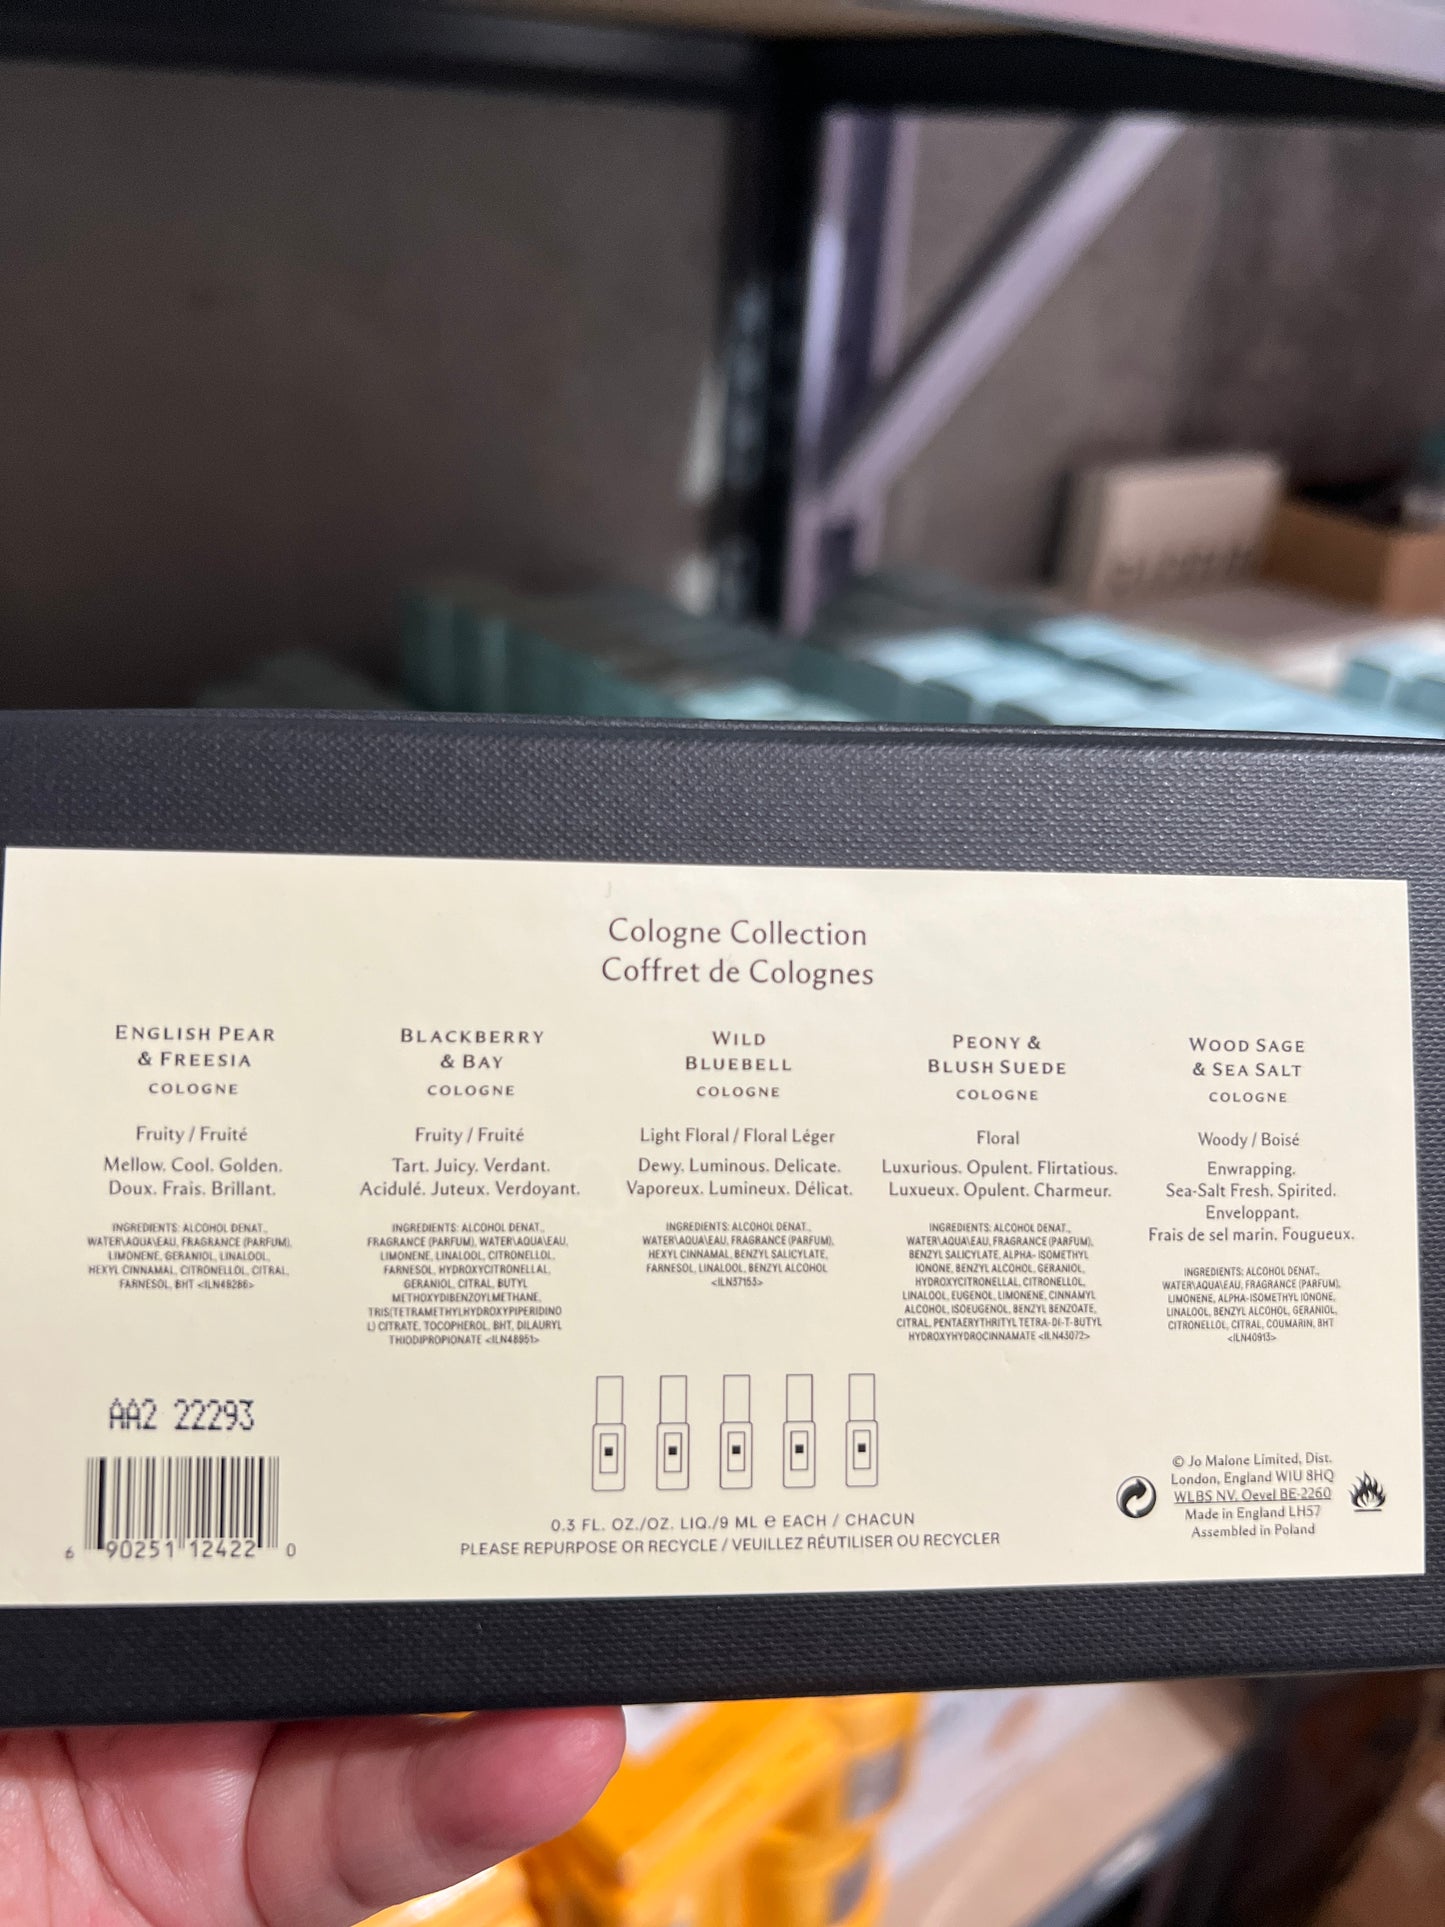 Cologne Collection
Coffret de Colognes
ENGLISH PEAR
& FREESIA
COLOGNE
Fruity / Fruité
Mellow. Cool. Golden.
Doux. Frais. Brillant.
INGREDIENTS: ALCOHOL DENAT.,
WATER\AQUA\EAU, FRAGRANCE (PARFUM),
LIMONENE, GERANIOL, LINALOOL,
HEXYL CINNAMAL, CITRONELLOL, CITRAL,
FARNESOL, BHT <ILN48286>
BLACKBERRY
& BAY
COLOGNE
Fruity / Fruité
Tart. Juicy. Verdant.
Acidulé. Juteux. Verdoyant.
INGREDIENTS: ALCOHOL DENAT.,
FRAGRANCE (PARFUM), WATER\AQUA\EAU,
LIMONENE, LINALOOL, CITRONELLOL,
FARNESOL, HYDROXYCITRONELLAL,
GERANIOL, CITRAL, BUTYL
METHOXYDIBENZOYLMETHANE,
TRIS(TETRAMETHYLHYDROXYPIPERIDINO
L) CITRATE, TOCOPHEROL, BHT, DILAURYL
THIODIPROPIONATE <ILN48951>
WILD
BLUEBELL
COLOGNE
Light Floral / Floral Léger
Dewy. Luminous. Delicate.
Vaporeux. Lumineux. Délicat.
INGREDIENTS: ALCOHOL DENAT.,
WATER\AQUA\EAU, FRAGRANCE (PARFUM),
HEXYL CINNAMAL, BENZYL SALICYLATE,
FARNESOL, LINALOOL, BENZYL ALCOHOL
<ILN37153>
PEONY &
BLUSH SUEDE
COLOGNE
Floral
Luxurious. Opulent. Flirtatious.
Luxueux. Opulent. Charmeur.
INGREDIENTS: ALCOHOL DENAT.,
WATER\AQUA\EAU, FRAGRANCE (PARFUM),
BENZYL SALICYLATE, ALPHA- ISOMETHYL
IONONE, BENZYL ALCOHOL, GERANIOL,
HYDROXYCITRONELLAL, CITRONELLOL,
LINALOOL, EUGENOL, LIMONENE, CINNAMYL
ALCOHOL, ISOEUGENOL, BENZYL BENZOATE,
CITRAL, PENTAERYTHRITYL TETRA-DI-T-BUTYL
HYDROXYHYDROCINNAMATE <ILN43072>
WOOD SAGE
& SEA SALT
COLOGNE
Woody / Boisé
Enwrapping.
Sea-Salt Fresh. Spirited.
Enveloppant.
Frais de sel marin. Fougueux.
INGREDIENTS: ALCOHOL DENAT.,
WATER\AQUA\EAU, FRAGRANCE (PARFUM),
LIMONENE, ALPHA-ISOMETHYL IONONE,
LINALOOL, BENZYL ALCOHOL, GERANIOL,
CITRONELLOL, CITRAL, COUMARIN, BHT
<ILN40913>
AA2 22293
6 90251 12422 0
0.3 FL. OZ./OZ. LIQ./9 ML ℮ EACH / CHACUN
PLEASE REPURPOSE OR RECYCLE / VEUILLEZ RÉUTILISER OU RECYCLER
© Jo Malone Limited, Dist.
London, England W1U 8HQ
WLBS NV, Oevel BE-2260
Made in England LH57
Assembled in Poland